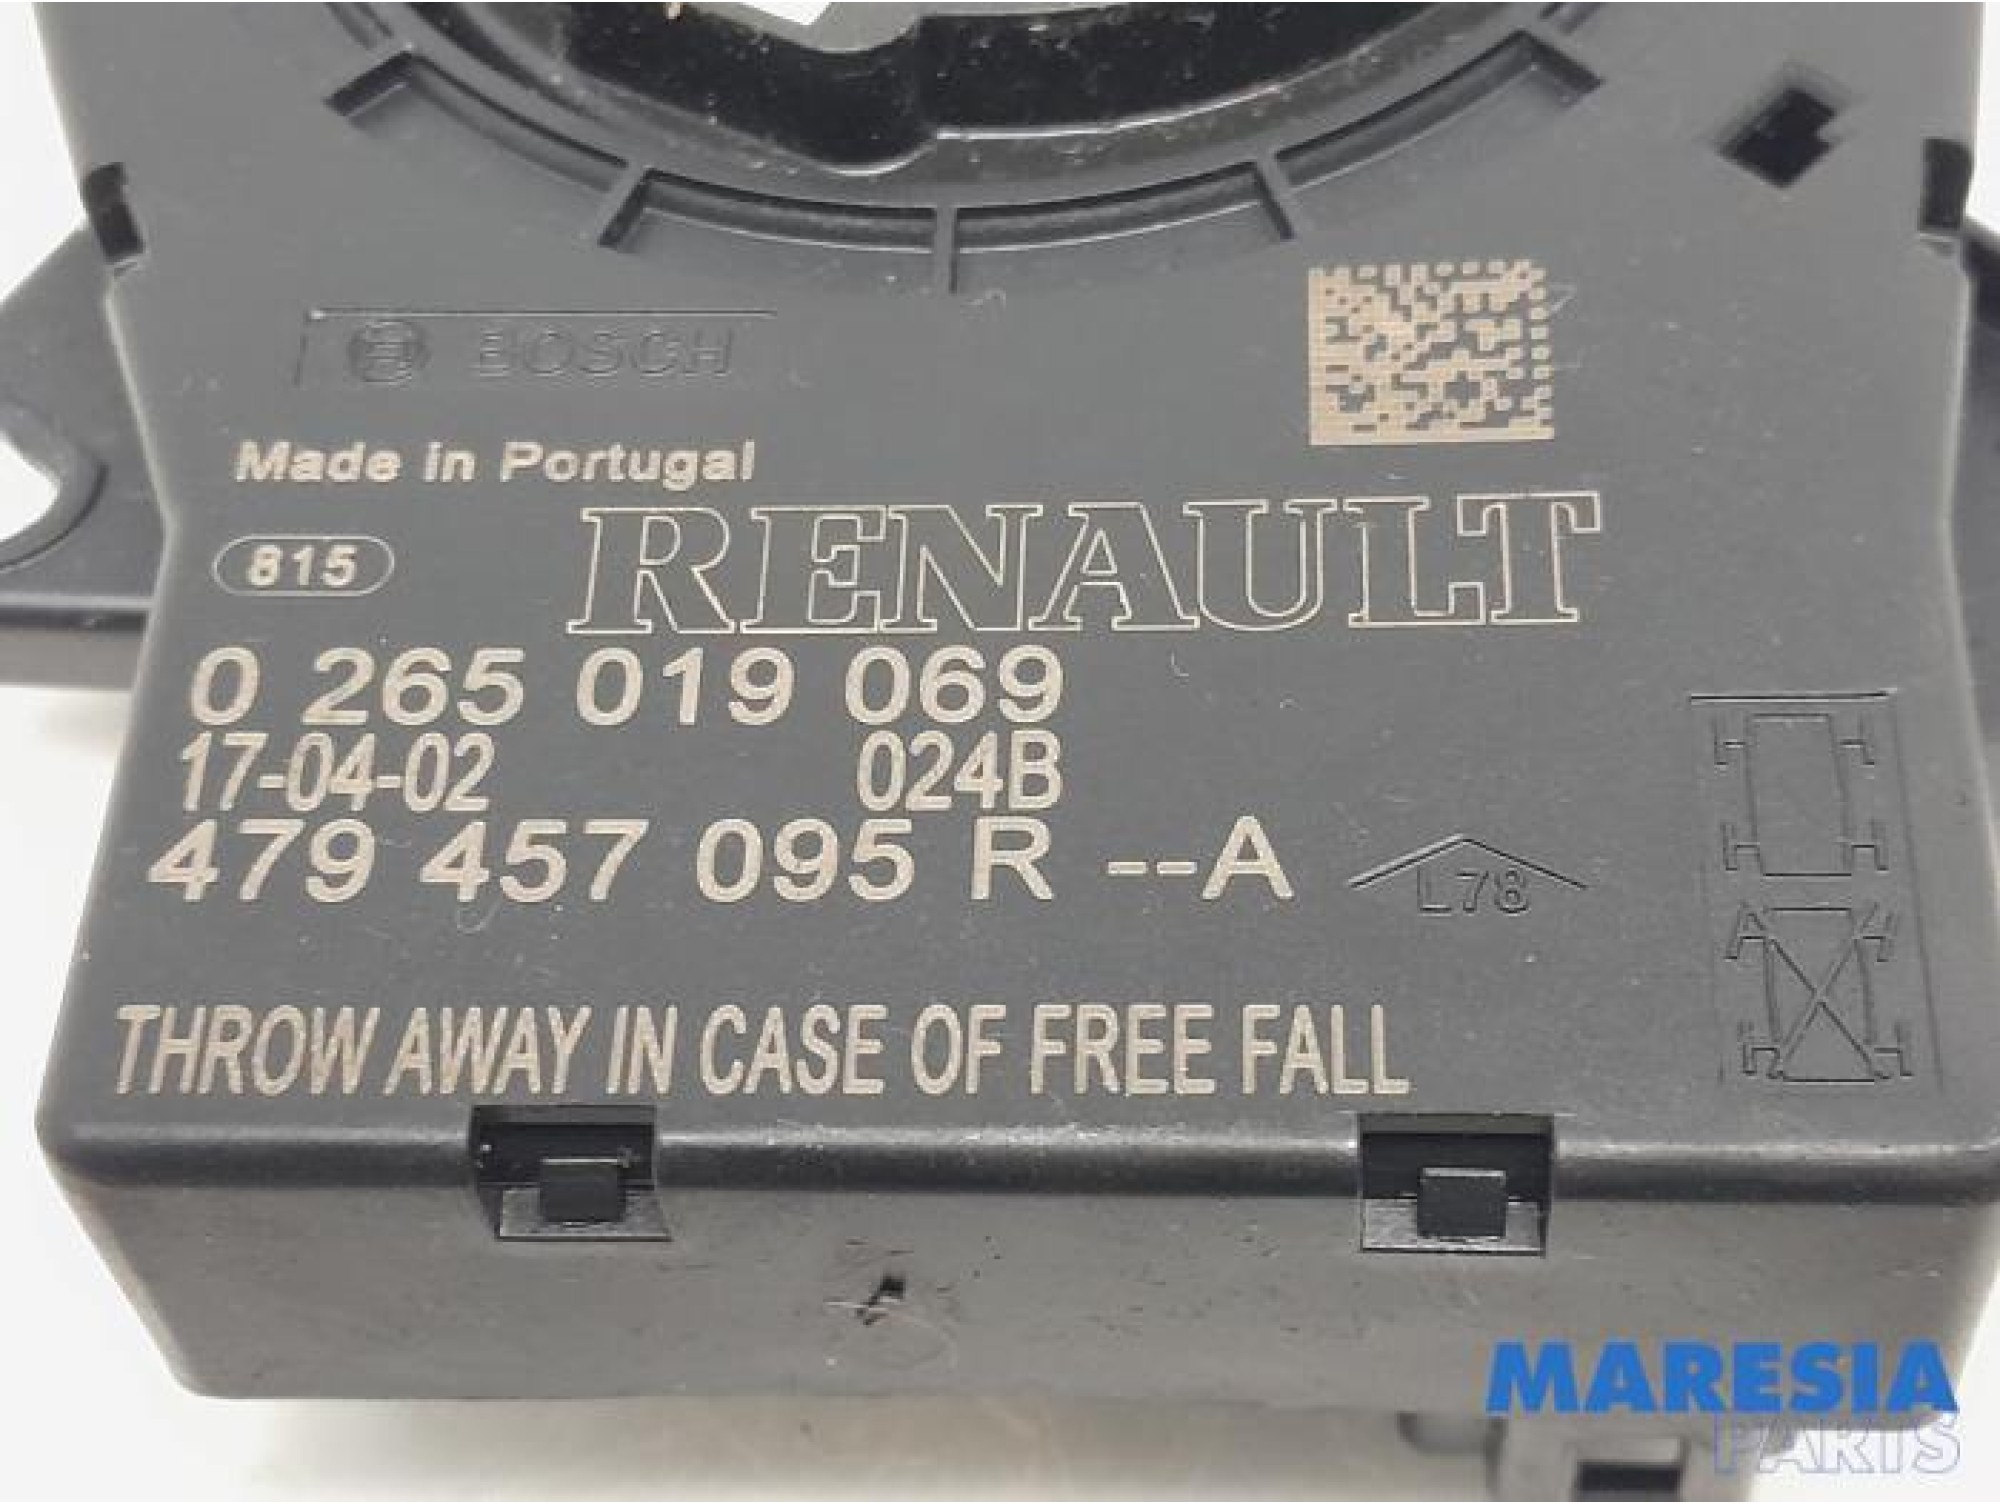 BOSCH
Made in Portugal
815
RENAULT
0 265 019 069
17-04-02 024B
479 457 095 R --A
L78
THROW AWAY IN CASE OF FREE FALL
MARESIA
PARTS